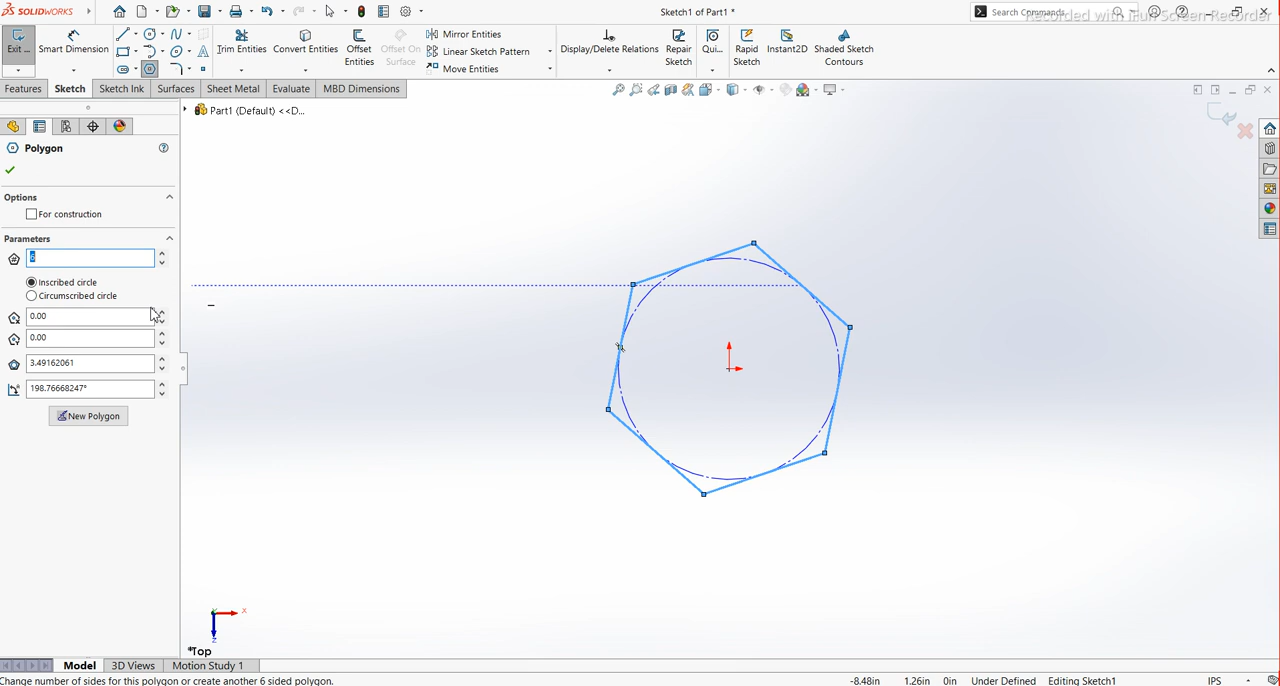 SOLIDWORKS
Sketch1 of Part1 *
Search Commands
Recorded with iFun Screen Recorder
Exit ...
Smart Dimension
Trim Entities
Convert Entities
Offset Entities
Offset On Surface
Mirror Entities
Linear Sketch Pattern
Move Entities
Display/Delete Relations
Repair Sketch
Qui...
Rapid Sketch
Instant2D
Shaded Sketch Contours
Features
Sketch
Sketch Ink
Surfaces
Sheet Metal
Evaluate
MBD Dimensions
Part1 (Default) <<D...
Polygon
Options
For construction
Parameters
6
Inscribed circle
Circumscribed circle
0.00
0.00
3.49162061
198.76668247°
New Polygon
X
Y
Z
*Top
Model
3D Views
Motion Study 1
Change number of sides for this polygon or create another 6 sided polygon.
-8.48in
1.26in
0in
Under Defined
Editing Sketch1
IPS